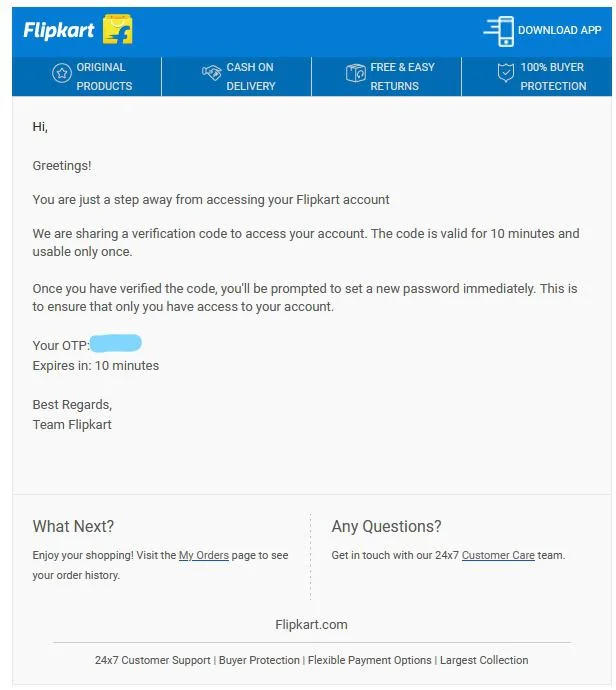 Flipkart
DOWNLOAD APP
ORIGINAL
PRODUCTS
CASH ON
DELIVERY
FREE & EASY
RETURNS
100% BUYER
PROTECTION
Hi,
Greetings!
You are just a step away from accessing your Flipkart account
We are sharing a verification code to access your account. The code is valid for 10 minutes and
usable only once.
Once you have verified the code, you'll be prompted to set a new password immediately. This is
to ensure that only you have access to your account.
Your OTP:
Expires in: 10 minutes
Best Regards,
Team Flipkart
What Next?
Enjoy your shopping! Visit the My Orders page to see
your order history.
Any Questions?
Get in touch with our 24x7 Customer Care team.
Flipkart.com
24x7 Customer Support | Buyer Protection | Flexible Payment Options | Largest Collection